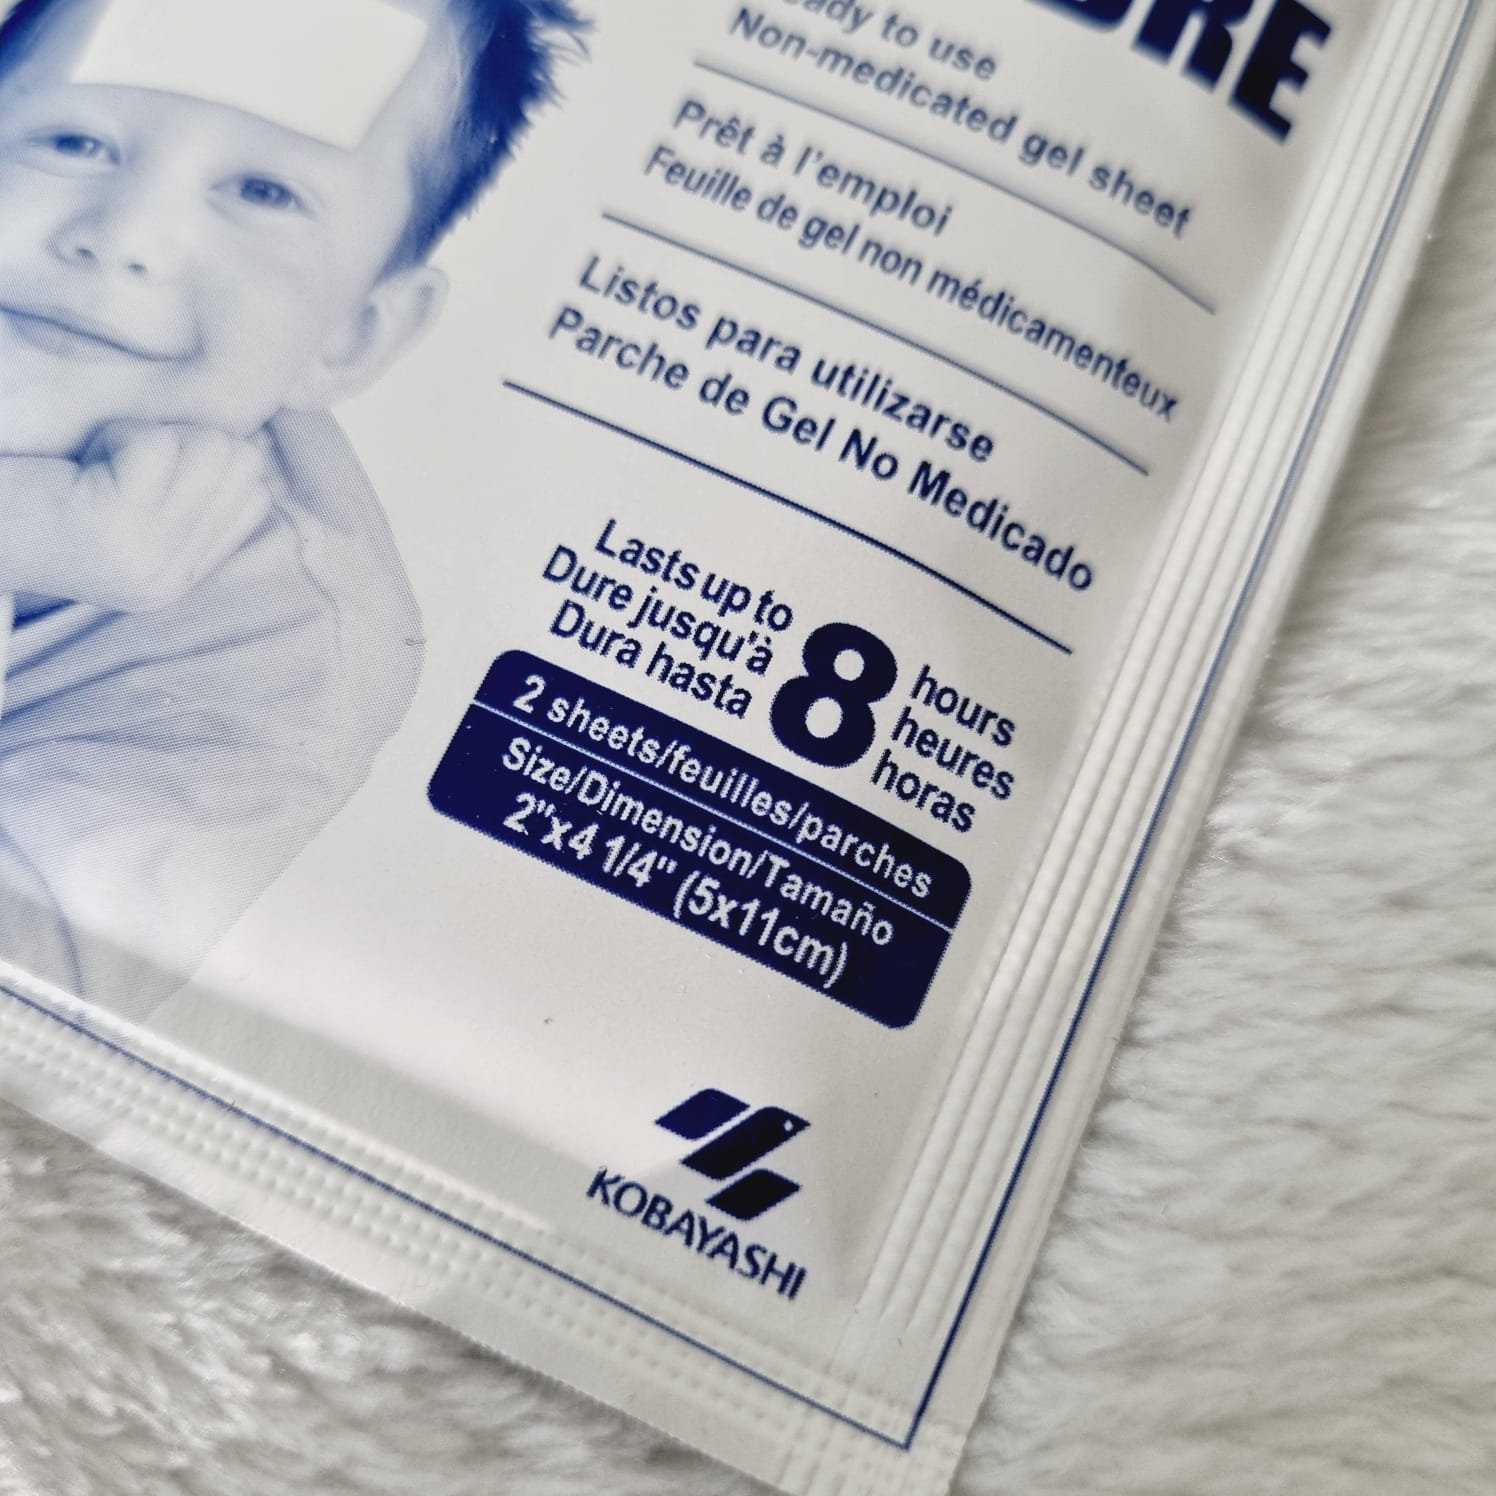 to use
Non-medicated gel sheet
Prêt à l'emploi
Feuille de gel non médicamenteux
Listos para utilizarse
Parche de Gel No Medicado
Lasts up to
Dure jusqu'à
Dura hasta
8
hours
heures
horas
2 sheets/feuilles/parches
Size/Dimension/Tamaño
2"x4 1/4" (5x11cm)
KOBAYASHI